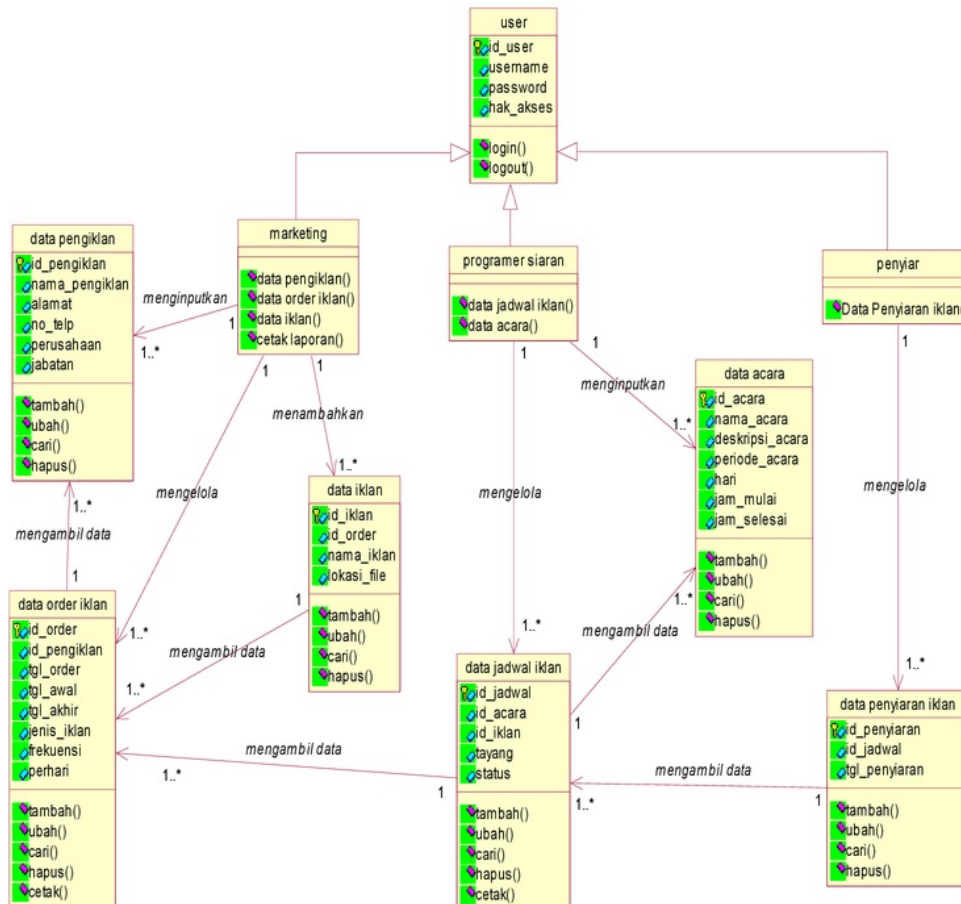 user
id_user
username
password
hak_akses
login()
logout()
marketing
data pengiklan()
data order iklan()
data iklan()
cetak laporan()
programer siaran
data jadwal iklan()
data acara()
penyiar
Data Penyiaran iklan()
data pengiklan
id_pengiklan
nama_pengiklan
alamat
no_telp
perusahaan
jabatan
tambah()
ubah()
cari()
hapus()
menginputkan
1
1..*
menambahkan
1
1..*
mengelola
1
1..*
menginputkan
1
1..*
mengelola
1
1..*
mengelola
1
1..*
data acara
id_acara
nama_acara
deskripsi_acara
periode_acara
hari
jam_mulai
jam_selesai
tambah()
ubah()
cari()
hapus()
data iklan
id_iklan
id_order
nama_iklan
lokasi_file
tambah()
ubah()
cari()
hapus()
mengambil data
1..*
1
mengambil data
1
1..*
mengambil data
1..*
1
data order iklan
id_order
id_pengiklan
tgl_order
tgl_awal
tgl_akhir
jenis_iklan
frekuensi
perhari
tambah()
ubah()
cari()
hapus()
cetak()
mengambil data
1..*
1
data jadwal iklan
id_jadwal
id_acara
id_iklan
tayang
status
tambah()
ubah()
cari()
hapus()
cetak()
mengambil data
1..*
1
data penyiaran iklan
id_penyiaran
id_jadwal
tgl_penyiaran
tambah()
ubah()
cari()
hapus()